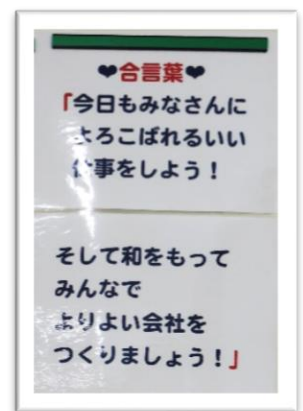 ❤合言葉❤
「今日もみなさんに
よろこばれるいい
仕事をしよう！
そして和をもって
みんなで
よりよい会社を
つくりましょう！」